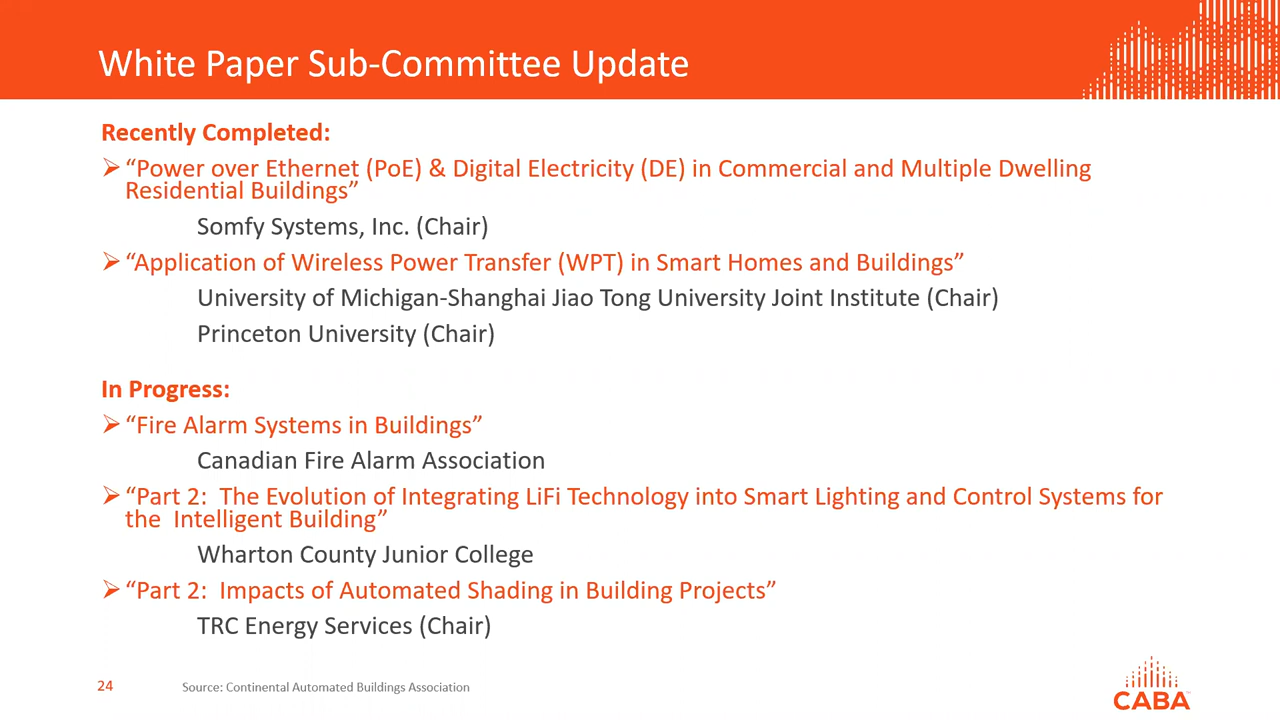 White Paper Sub-Committee Update
Recently Completed:
“Power over Ethernet (PoE) & Digital Electricity (DE) in Commercial and Multiple Dwelling
Residential Buildings”
Somfy Systems, Inc. (Chair)
“Application of Wireless Power Transfer (WPT) in Smart Homes and Buildings”
University of Michigan-Shanghai Jiao Tong University Joint Institute (Chair)
Princeton University (Chair)
In Progress:
“Fire Alarm Systems in Buildings”
Canadian Fire Alarm Association
“Part 2:  The Evolution of Integrating LiFi Technology into Smart Lighting and Control Systems for
the  Intelligent Building”
Wharton County Junior College
“Part 2:  Impacts of Automated Shading in Building Projects”
TRC Energy Services (Chair)
24
Source: Continental Automated Buildings Association
CABA